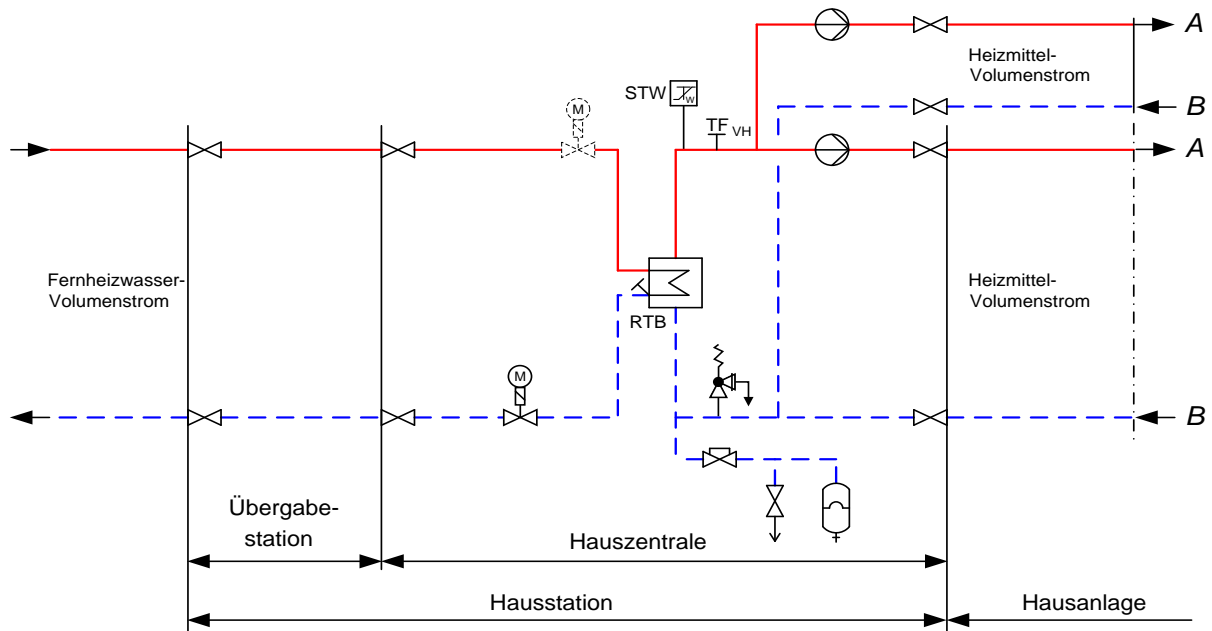 A
Heizmittel-
Volumenstrom
M
STW
W
TF VH
B
A
Fernheizwasser-
Volumenstrom
Heizmittel-
Volumenstrom
RTB
M
B
Übergabe-
station
Hauszentrale
Hausstation
Hausanlage